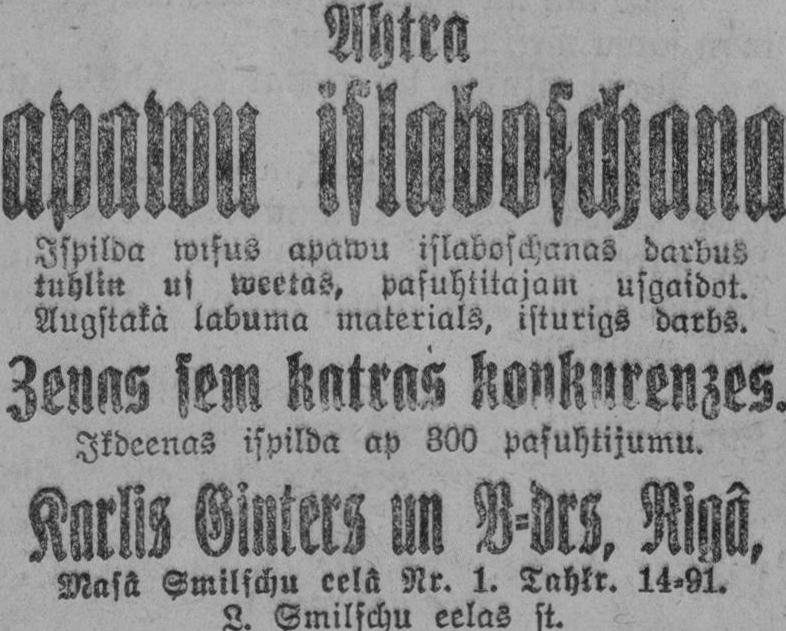 Ahtra
apawu iſlaboſchana
Iſpilda wiſus apawu iſlaboſchanas darbus
tuhlin uſ weetas, paſuhtitajam uſgaidot.
Augſtakà labuma materials, iſturigs darbs.
Zenas ſem katras konkurenzes.
Ikdeenas iſpilda ap 300 paſuhtijumu.
Karlis Ginters un B=drs, Rigâ,
Maſâ Smilſchu eelâ Nr. 1. Tahlr. 14=91.
L. Smilſchu eelas ſt.